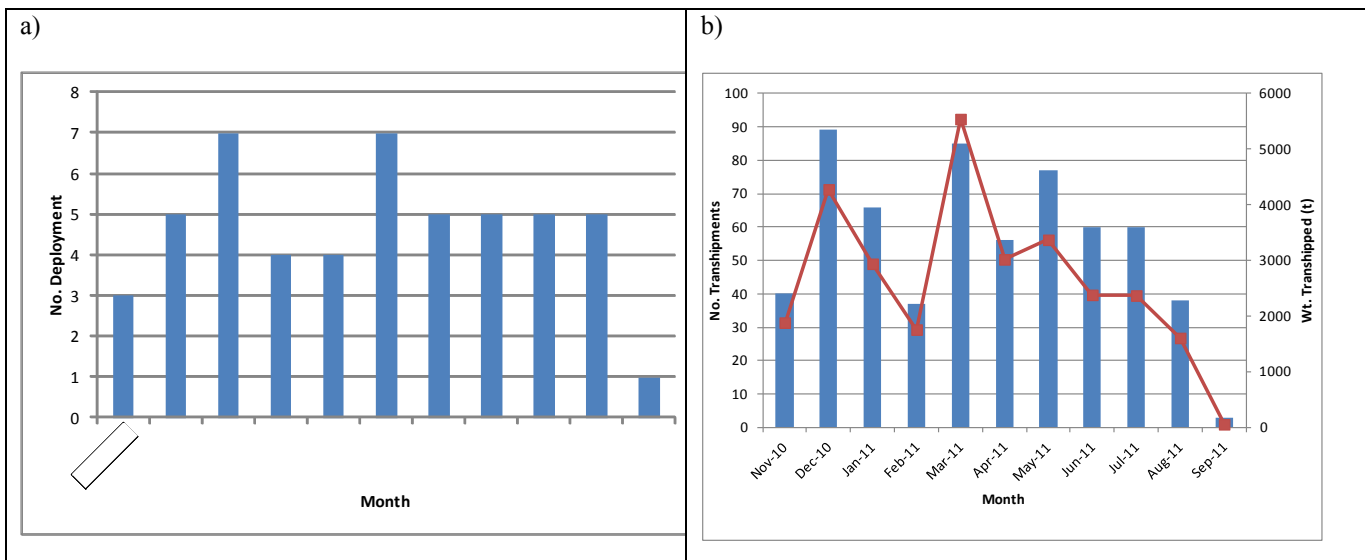 a)
8
7
6
5
4
3
2
1
0
No. Deployment
Month
b)
100
90
80
70
60
50
40
30
20
10
0
No. Transhipments
6000
5000
4000
3000
2000
1000
0
Wt. Transhipped (t)
Nov-10
Dec-10
Jan-11
Feb-11
Mar-11
Apr-11
May-11
Jun-11
Jul-11
Aug-11
Sep-11
Month